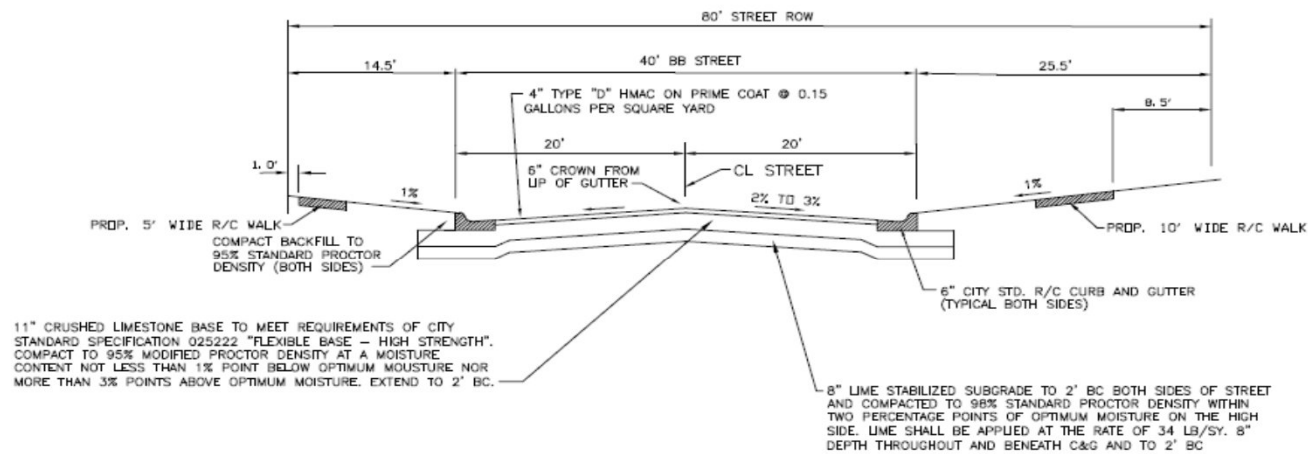 80' STREET ROW
14.5'
40' BB STREET
25.5'
4" TYPE "D" HMAC ON PRIME COAT @ 0.15
GALLONS PER SQUARE YARD
8.5'
20'
20'
1.0'
6" CROWN FROM
LIP OF GUTTER
CL STREET
1%
2% TO 3%
1%
PROP. 5' WIDE R/C WALK
PROP. 10' WIDE R/C WALK
COMPACT BACKFILL TO
95% STANDARD PROCTOR
DENSITY (BOTH SIDES)
6" CITY STD. R/C CURB AND GUTTER
(TYPICAL BOTH SIDES)
11" CRUSHED LIMESTONE BASE TO MEET REQUIREMENTS OF CITY
STANDARD SPECIFICATION 025222 "FLEXIBLE BASE – HIGH STRENGTH".
COMPACT TO 95% MODIFIED PROCTOR DENSITY AT A MOISTURE
CONTENT NOT LESS THAN 1% POINT BELOW OPTIMUM MOUSTURE NOR
MORE THAN 3% POINTS ABOVE OPTIMUM MOISTURE. EXTEND TO 2' BC.
8" LIME STABILIZED SUBGRADE TO 2' BC BOTH SIDES OF STREET
AND COMPACTED TO 98% STANDARD PROCTOR DENSITY WITHIN
TWO PERCENTAGE POINTS OF OPTIMUM MOISTURE ON THE HIGH
SIDE. LIME SHALL BE APPLIED AT THE RATE OF 34 LB/SY. 8"
DEPTH THROUGHOUT AND BENEATH C&G AND TO 2' BC